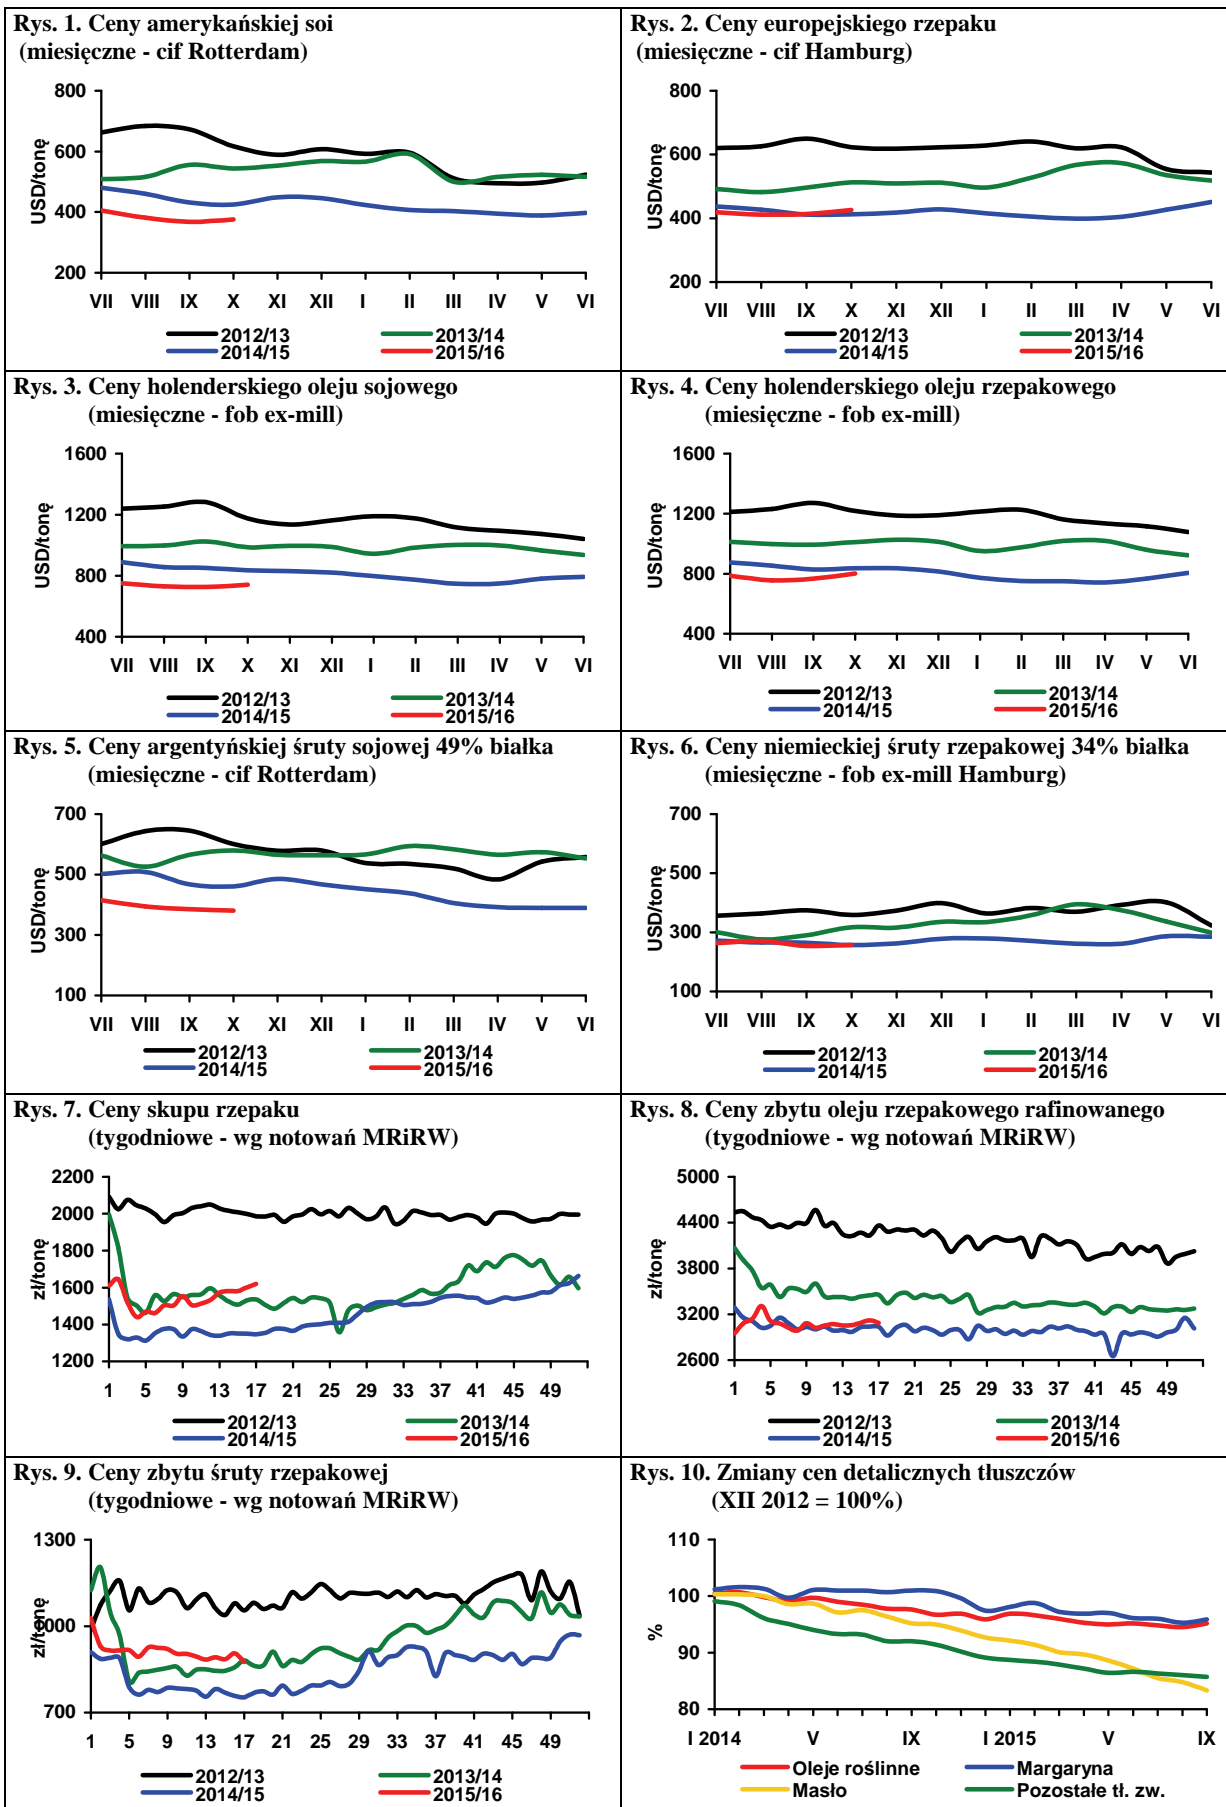 Rys. 1. Ceny amerykańskiej soi
(miesięczne - cif Rotterdam)
800
600
400
200
USD/tonę
VII VIII IX X XI XII I II III IV V VI
2012/13 2013/14
2014/15 2015/16
Rys. 2. Ceny europejskiego rzepaku
(miesięczne - cif Hamburg)
800
600
400
200
USD/tonę
VII VIII IX X XI XII I II III IV V VI
2012/13 2013/14
2014/15 2015/16
Rys. 3. Ceny holenderskiego oleju sojowego
(miesięczne - fob ex-mill)
1600
1200
800
400
USD/tonę
VII VIII IX X XI XII I II III IV V VI
2012/13 2013/14
2014/15 2015/16
Rys. 4. Ceny holenderskiego oleju rzepakowego
(miesięczne - fob ex-mill)
1600
1200
800
400
USD/tonę
VII VIII IX X XI XII I II III IV V VI
2012/13 2013/14
2014/15 2015/16
Rys. 5. Ceny argentyńskiej śruty sojowej 49% białka
(miesięczne - cif Rotterdam)
700
500
300
100
USD/tonę
VII VIII IX X XI XII I II III IV V VI
2012/13 2013/14
2014/15 2015/16
Rys. 6. Ceny niemieckiej śruty rzepakowej 34% białka
(miesięczne - fob ex-mill Hamburg)
700
500
300
100
USD/tonę
VII VIII IX X XI XII I II III IV V VI
2012/13 2013/14
2014/15 2015/16
Rys. 7. Ceny skupu rzepaku
(tygodniowe - wg notowań MRiRW)
2200
2000
1800
1600
1400
1200
zł/tonę
1 5 9 13 17 21 25 29 33 37 41 45 49
2012/13 2013/14
2014/15 2015/16
Rys. 8. Ceny zbytu oleju rzepakowego rafinowanego
(tygodniowe - wg notowań MRiRW)
5000
4400
3800
3200
2600
zł/tonę
1 5 9 13 17 21 25 29 33 37 41 45 49
2012/13 2013/14
2014/15 2015/16
Rys. 9. Ceny zbytu śruty rzepakowej
(tygodniowe - wg notowań MRiRW)
1300
1000
700
zł/tonę
1 5 9 13 17 21 25 29 33 37 41 45 49
2012/13 2013/14
2014/15 2015/16
Rys. 10. Zmiany cen detalicznych tłuszczów
(XII 2012 = 100%)
110
100
90
80
%
I 2014 V IX I 2015 V IX
Oleje roślinne Margaryna
Masło Pozostałe tł. zw.